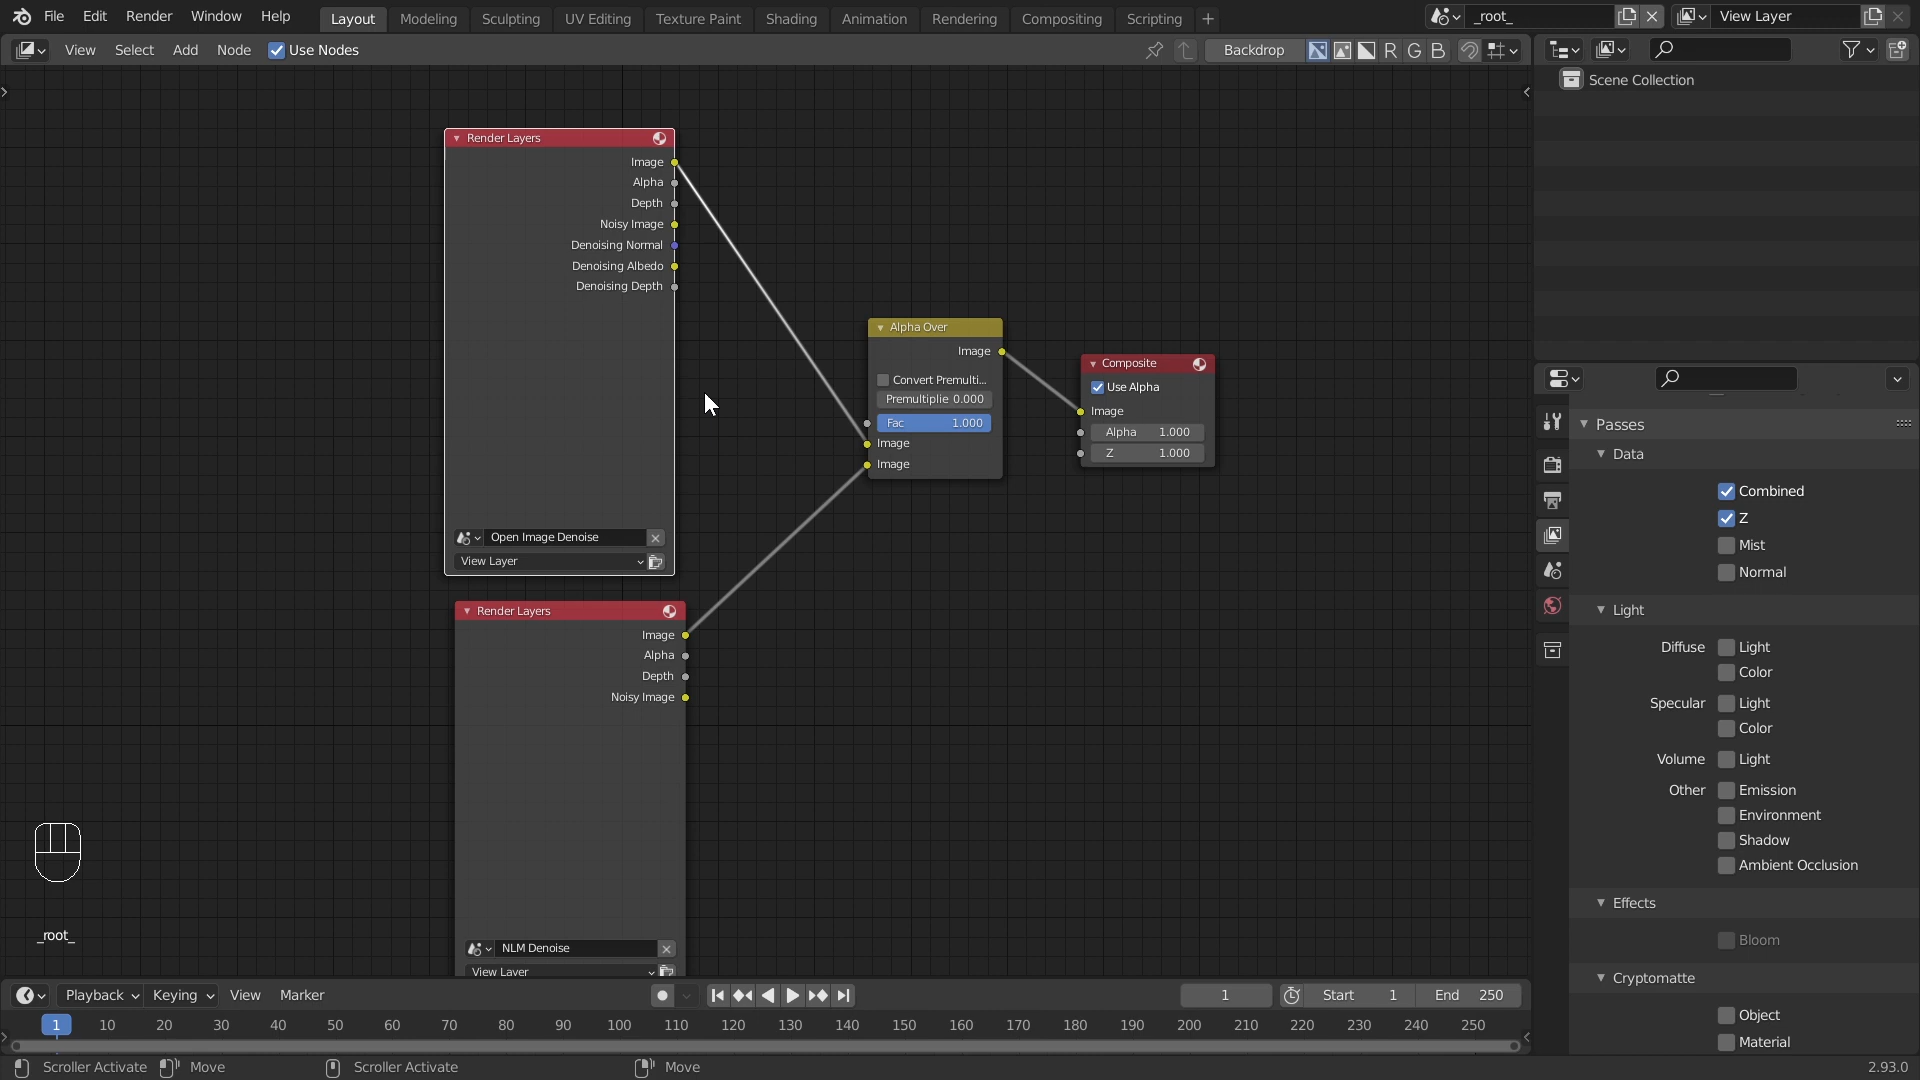 File Edit Render Window Help Layout Modeling Sculpting UV Editing Texture Paint Shading Animation Rendering Compositing Scripting + _root_ View Layer
View Select Add Node Use Nodes Backdrop R G B
Scene Collection
Render Layers
Image
Alpha
Depth
Noisy Image
Denoising Normal
Denoising Albedo
Denoising Depth
Open Image Denoise
View Layer
Alpha Over
Image
Convert Premulti...
Premultiplie 0.000
Fac 1.000
Image
Image
Composite
Use Alpha
Image
Alpha 1.000
Z 1.000
Render Layers
Image
Alpha
Depth
Noisy Image
NLM Denoise
View Layer
_root_
Passes
Data
Combined
Z
Mist
Normal
Light
Diffuse Light
Color
Specular Light
Color
Volume Light
Other Emission
Environment
Shadow
Ambient Occlusion
Effects
Bloom
Cryptomatte
Object
Material
Playback Keying View Marker 1 Start 1 End 250
1 10 20 30 40 50 60 70 80 90 100 110 120 130 140 150 160 170 180 190 200 210 220 230 240 250
Scroller Activate Move Scroller Activate Move 2.93.0